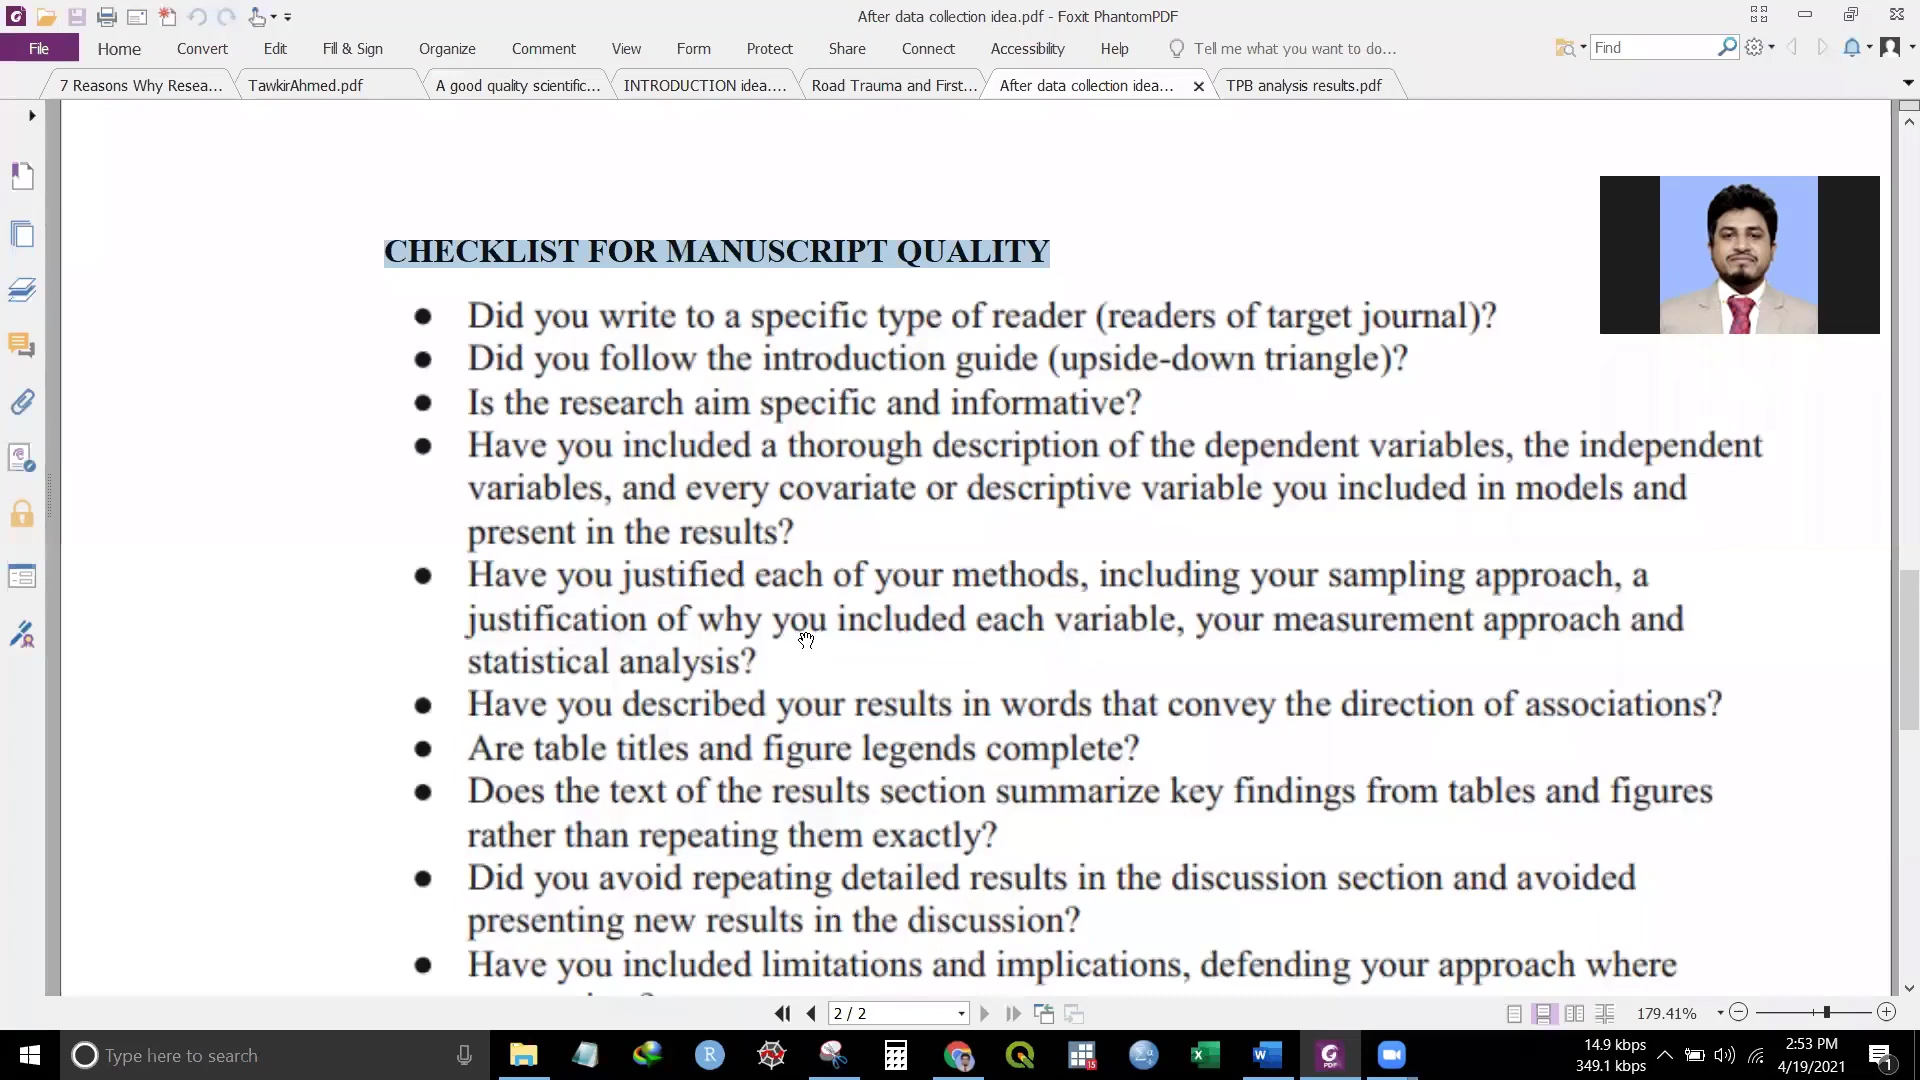 After data collection idea.pdf - Foxit PhantomPDF
File Home Convert Edit Fill & Sign Organize Comment View Form Protect Share Connect Accessibility Help Tell me what you want to do... Find
7 Reasons Why Resea... TawkirAhmed.pdf A good quality scientific... INTRODUCTION idea.... Road Trauma and First... After data collection idea... TPB analysis results.pdf
CHECKLIST FOR MANUSCRIPT QUALITY
● Did you write to a specific type of reader (readers of target journal)?
● Did you follow the introduction guide (upside-down triangle)?
● Is the research aim specific and informative?
● Have you included a thorough description of the dependent variables, the independent
variables, and every covariate or descriptive variable you included in models and
present in the results?
● Have you justified each of your methods, including your sampling approach, a
justification of why you included each variable, your measurement approach and
statistical analysis?
● Have you described your results in words that convey the direction of associations?
● Are table titles and figure legends complete?
● Does the text of the results section summarize key findings from tables and figures
rather than repeating them exactly?
● Did you avoid repeating detailed results in the discussion section and avoided
presenting new results in the discussion?
● Have you included limitations and implications, defending your approach where
2 / 2 179.41%
Type here to search
14.9 kbps 2:53 PM
349.1 kbps 4/19/2021 1